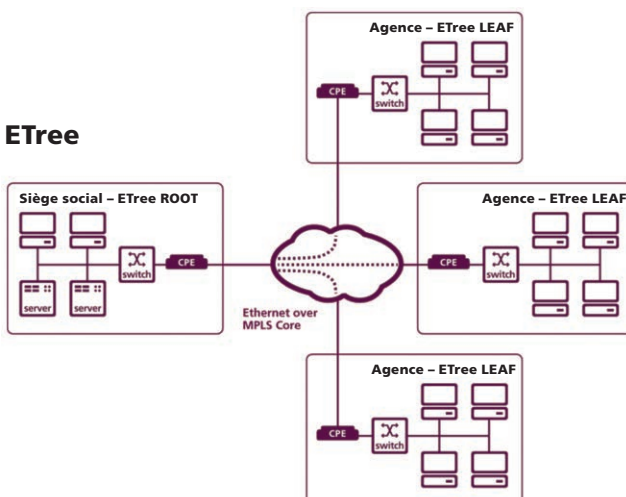 Agence – ETree LEAF
CPE
switch
ETree
Siège social – ETree ROOT
switch
CPE
server
server
Ethernet over
MPLS Core
Agence – ETree LEAF
CPE
switch
Agence – ETree LEAF
CPE
switch